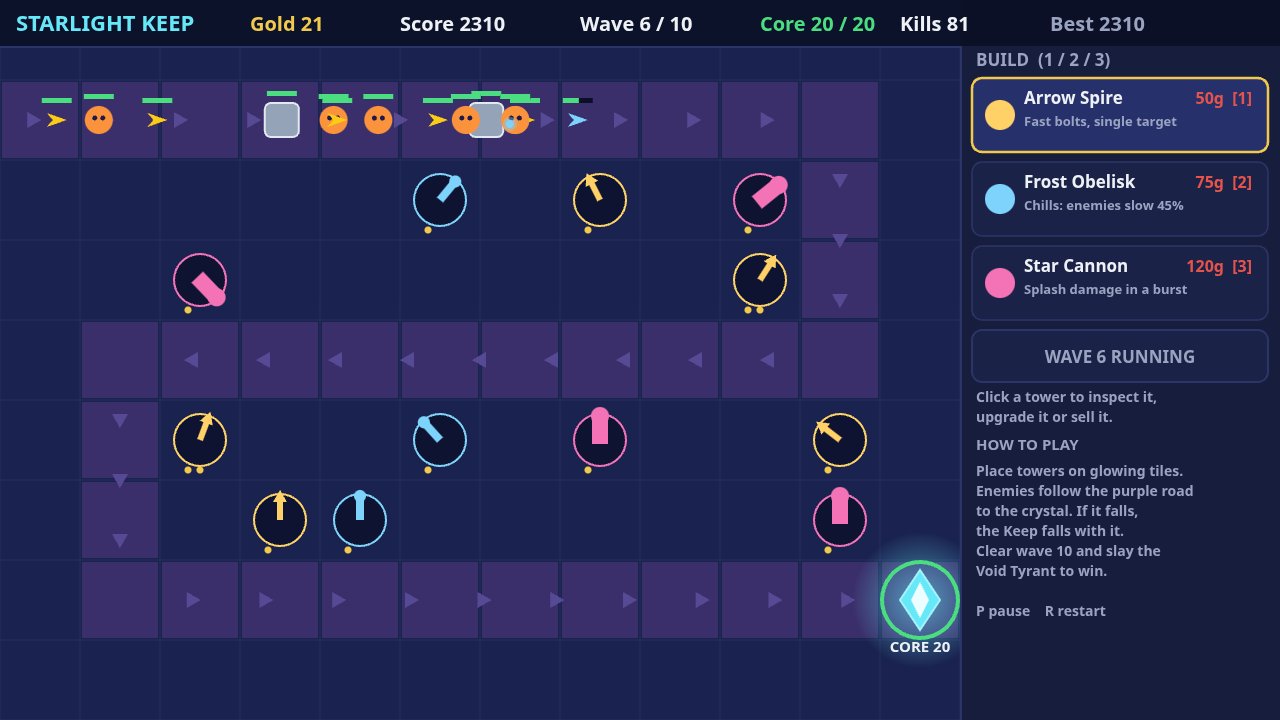 STARLIGHT KEEP Gold 21 Score 2310 Wave 6 / 10 Core 20 / 20 Kills 81 Best 2310
BUILD (1 / 2 / 3)
Arrow Spire 50g [1]
Fast bolts, single target
Frost Obelisk 75g [2]
Chills: enemies slow 45%
Star Cannon 120g [3]
Splash damage in a burst
WAVE 6 RUNNING
Click a tower to inspect it,
upgrade it or sell it.
HOW TO PLAY
Place towers on glowing tiles.
Enemies follow the purple road
to the crystal. If it falls,
the Keep falls with it.
Clear wave 10 and slay the
Void Tyrant to win.
P pause R restart
CORE 20